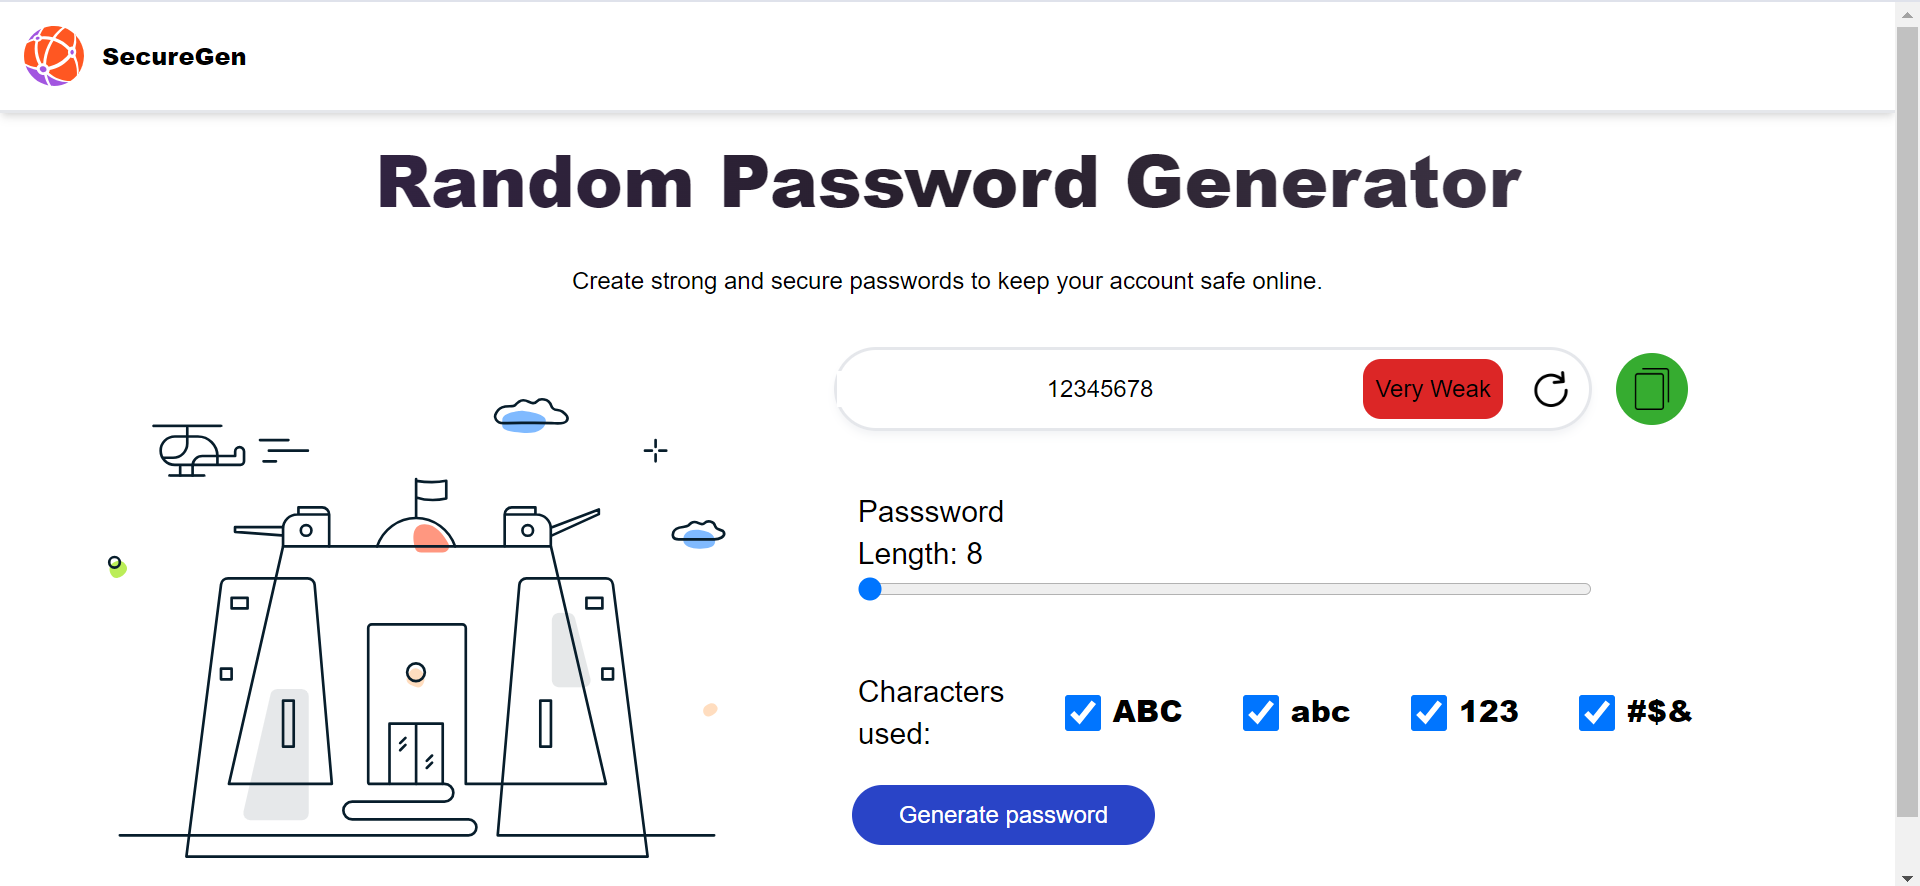 SecureGen
Random Password Generator
Create strong and secure passwords to keep your account safe online.
12345678
Very Weak
Passsword
Length: 8
Characters
used:
ABC
abc
123
#$&
Generate password